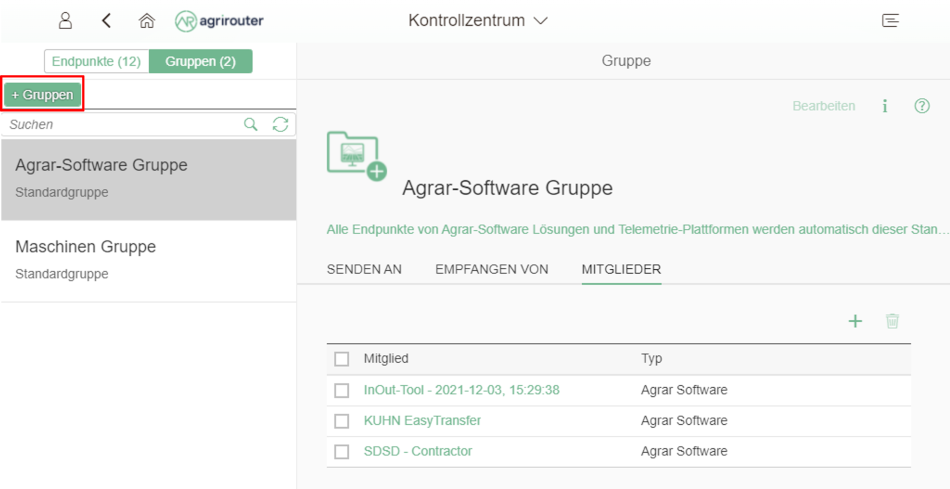 agrirouter
Kontrollzentrum
Endpunkte (12) Gruppen (2)
Gruppe
+ Gruppen
Suchen
Bearbeiten
Agrar-Software Gruppe
Standardgruppe
Maschinen Gruppe
Standardgruppe
Agrar-Software Gruppe
Alle Endpunkte von Agrar-Software Lösungen und Telemetrie-Plattformen werden automatisch dieser Stan...
SENDEN AN EMPFANGEN VON MITGLIEDER
Mitglied Typ
InOut-Tool - 2021-12-03, 15:29:38 Agrar Software
KUHN EasyTransfer Agrar Software
SDSD - Contractor Agrar Software